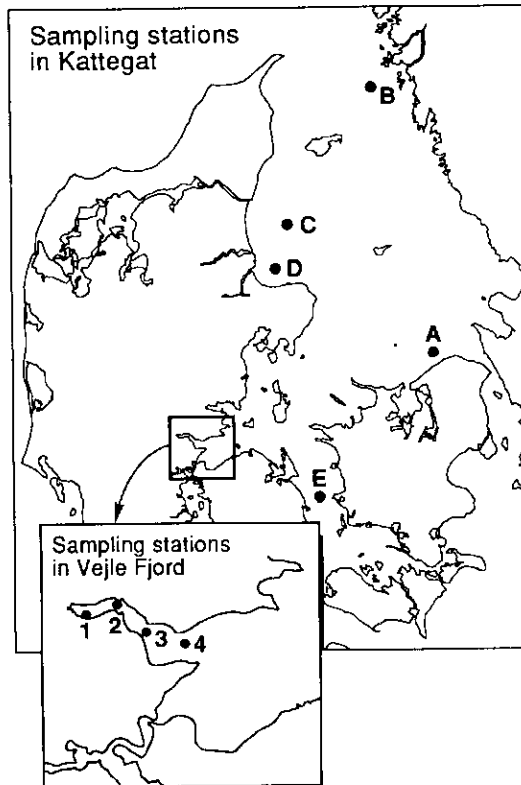 Sampling stations
in Kattegat
B
C
D
A
E
Sampling stations
in Vejle Fjord
1
2
3
4